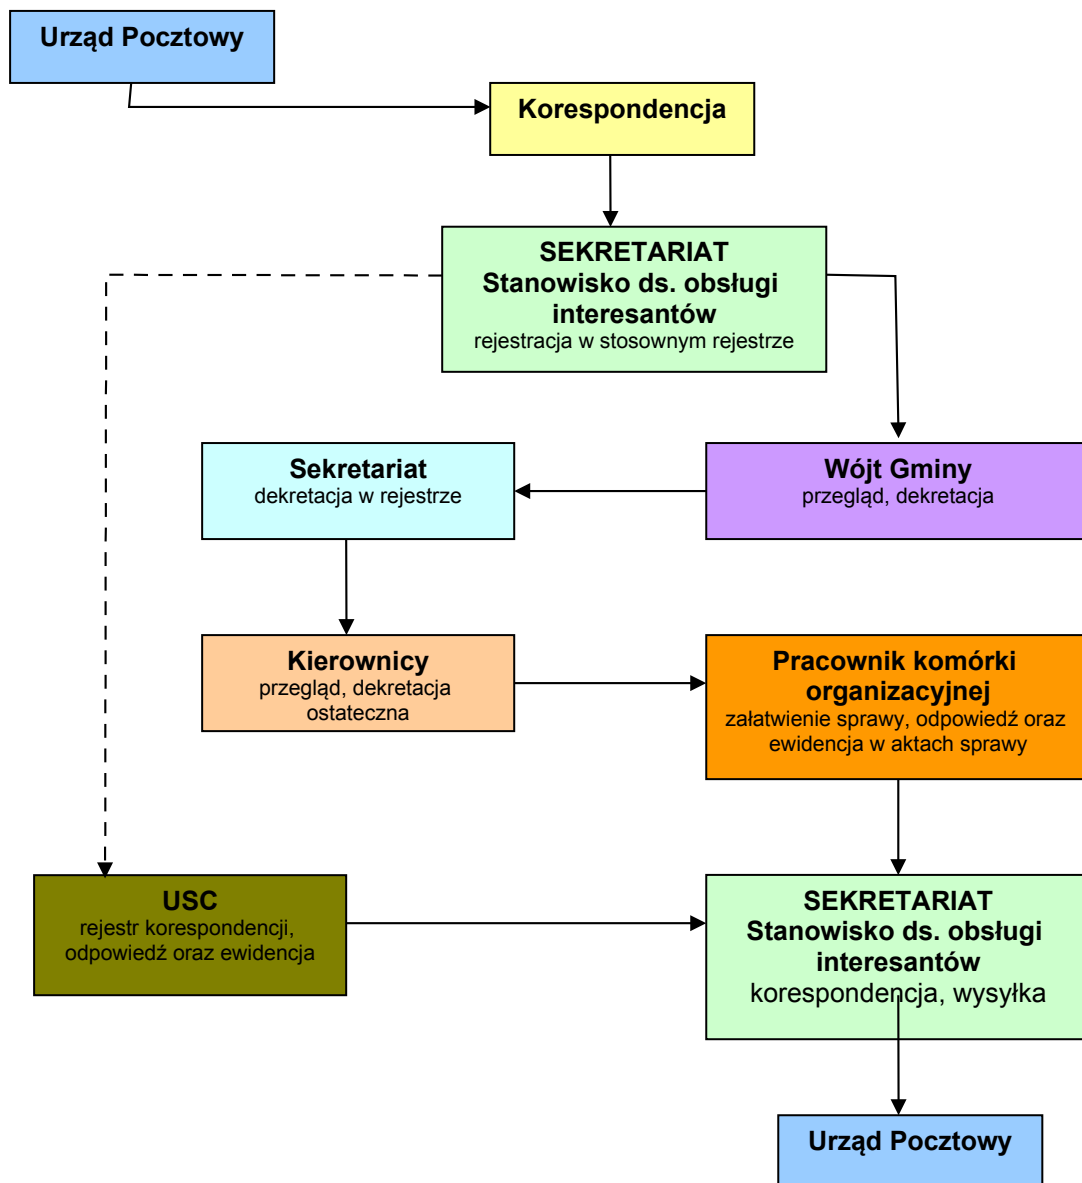 Urząd Pocztowy
Korespondencja
SEKRETARIAT
Stanowisko ds. obsługi
interesantów
rejestracja w stosownym rejestrze
Sekretariat
dekretacja w rejestrze
Wójt Gminy
przegląd, dekretacja
Kierownicy
przegląd, dekretacja
ostateczna
Pracownik komórki
organizacyjnej
załatwienie sprawy, odpowiedź oraz
ewidencja w aktach sprawy
USC
rejestr korespondencji,
odpowiedź oraz ewidencja
SEKRETARIAT
Stanowisko ds. obsługi
interesantów
korespondencja, wysyłka
Urząd Pocztowy